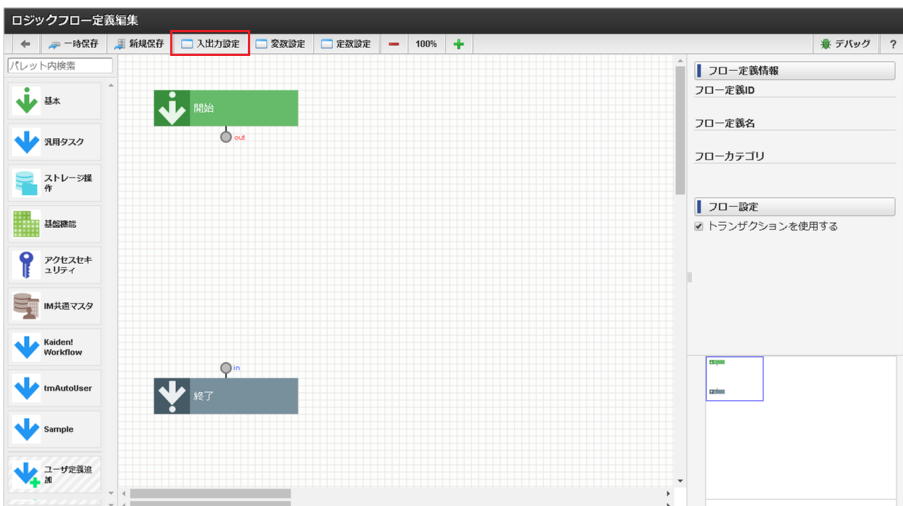 ロジックフロー定義編集
一時保存 新規保存 入出力設定 変数設定 定数設定 100% デバッグ ?
パレット内検索
基本
汎用タスク
ストレージ操
作
基盤機能
アクセスセキ
ュリティ
IM共通マスタ
Kaiden!
Workflow
tmAutoUser
Sample
ユーザ定義追
加
開始
out
in
終了
フロー定義情報
フロー定義ID
フロー定義名
フローカテゴリ
フロー設定
トランザクションを使用する